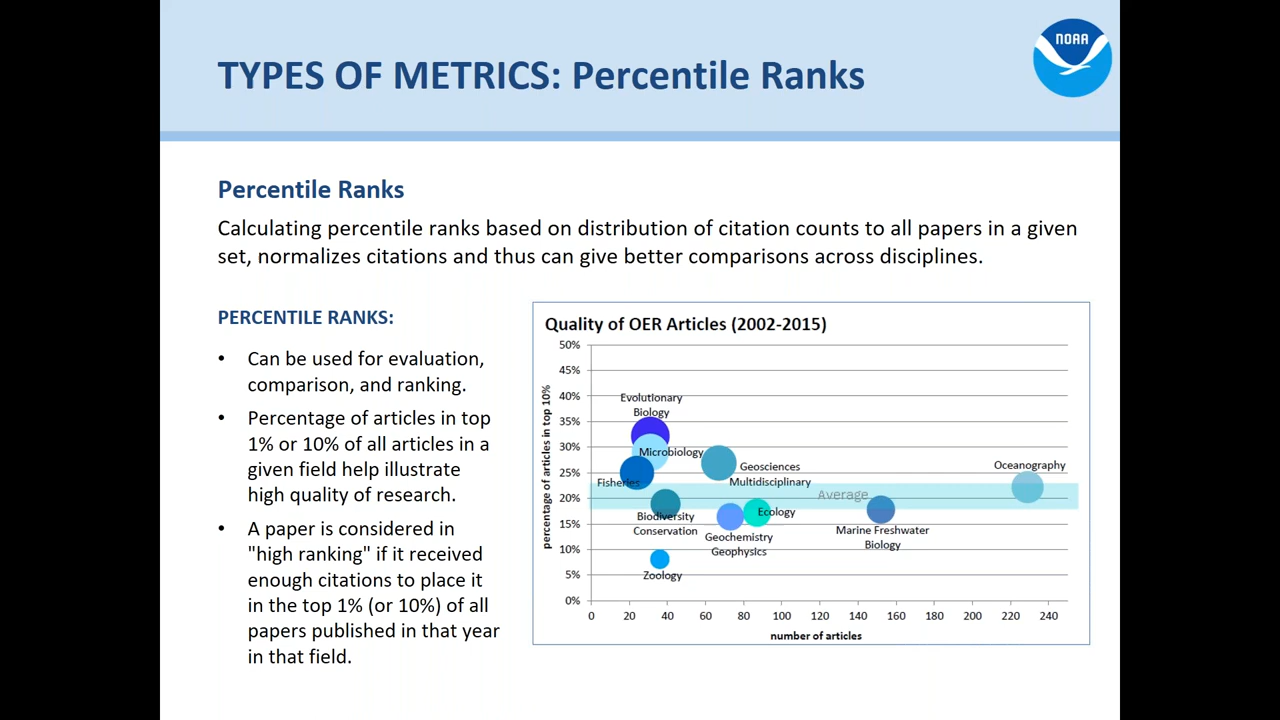 TYPES OF METRICS: Percentile Ranks
NOAA
Percentile Ranks
Calculating percentile ranks based on distribution of citation counts to all papers in a given
set, normalizes citations and thus can give better comparisons across disciplines.
PERCENTILE RANKS:
• Can be used for evaluation,
comparison, and ranking.
• Percentage of articles in top
1% or 10% of all articles in a
given field help illustrate
high quality of research.
• A paper is considered in
"high ranking" if it received
enough citations to place it
in the top 1% (or 10%) of all
papers published in that year
in that field.
Quality of OER Articles (2002-2015)
percentage of articles in top 10%
50%
45%
40%
35%
30%
25%
20%
15%
10%
5%
0%
Evolutionary
Biology
Microbiology
Fisheries
Geosciences
Multidisciplinary
Oceanography
Average
Biodiversity
Conservation
Ecology
Geochemistry
Geophysics
Marine Freshwater
Biology
Zoology
0 20 40 60 80 100 120 140 160 180 200 220 240
number of articles